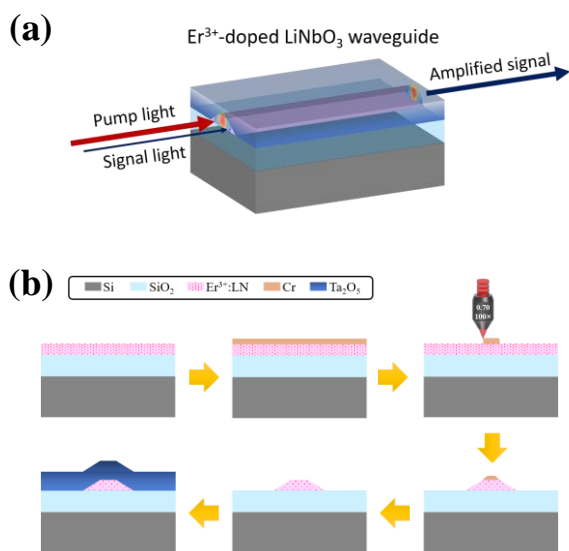 (a)
Er³⁺-doped LiNbO₃ waveguide
Amplified signal
Pump light
Signal light
(b)
Si SiO₂ Er³⁺:LN Cr Ta₂O₅
0.70
100×